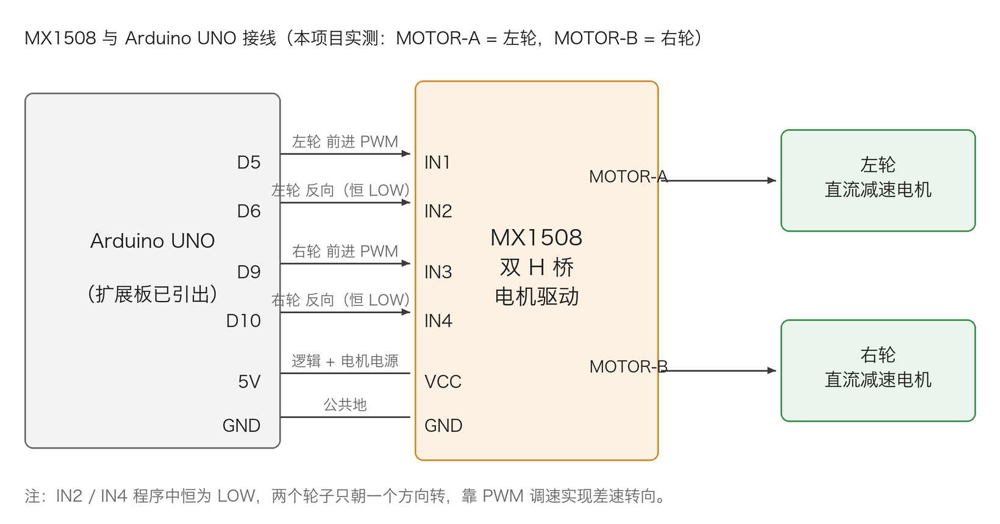 MX1508 与 Arduino UNO 接线（本项目实测：MOTOR-A = 左轮，MOTOR-B = 右轮）
左轮 前进 PWM
D5
IN1
左轮 反向（恒 LOW）
D6
IN2
右轮 前进 PWM
D9
IN3
右轮 反向（恒 LOW）
D10
IN4
逻辑 + 电机电源
5V
VCC
公共地
GND
GND
Arduino UNO
（扩展板已引出）
MX1508
双 H 桥
电机驱动
MOTOR-A
左轮
直流减速电机
MOTOR-B
右轮
直流减速电机
注：IN2 / IN4 程序中恒为 LOW，两个轮子只朝一个方向转，靠 PWM 调速实现差速转向。